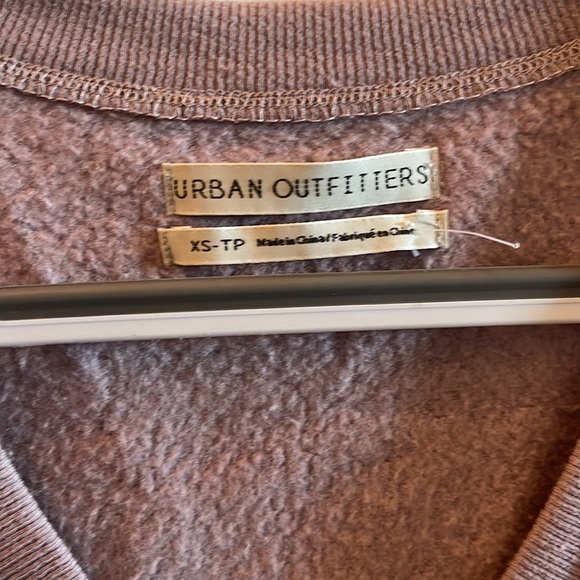 URBAN OUTFITTERS
XS-TP Made in China / Fabriqué en Chine